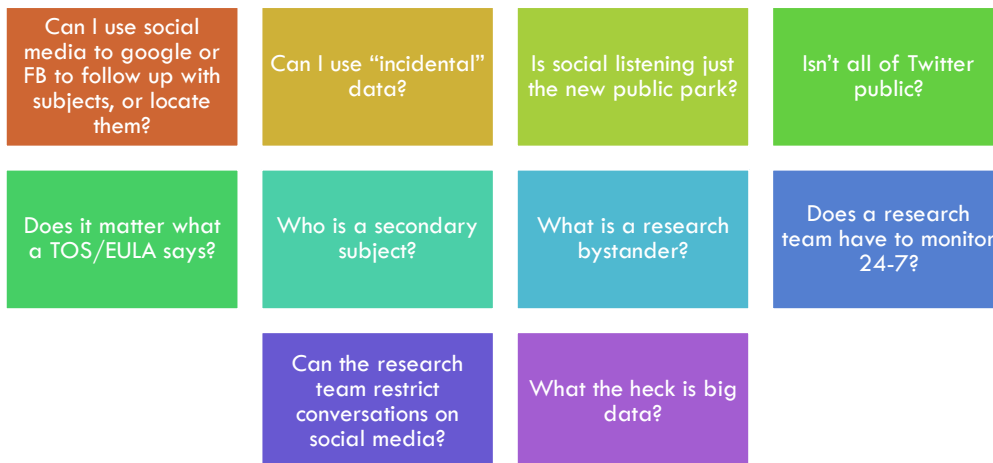 Can I use social
media to google or
FB to follow up with
subjects, or locate
them?
Can I use “incidental”
data?
Is social listening just
the new public park?
Isn’t all of Twitter
public?
Does it matter what
a TOS/EULA says?
Who is a secondary
subject?
What is a research
bystander?
Does a research
team have to monitor
24-7?
Can the research
team restrict
conversations on
social media?
What the heck is big
data?